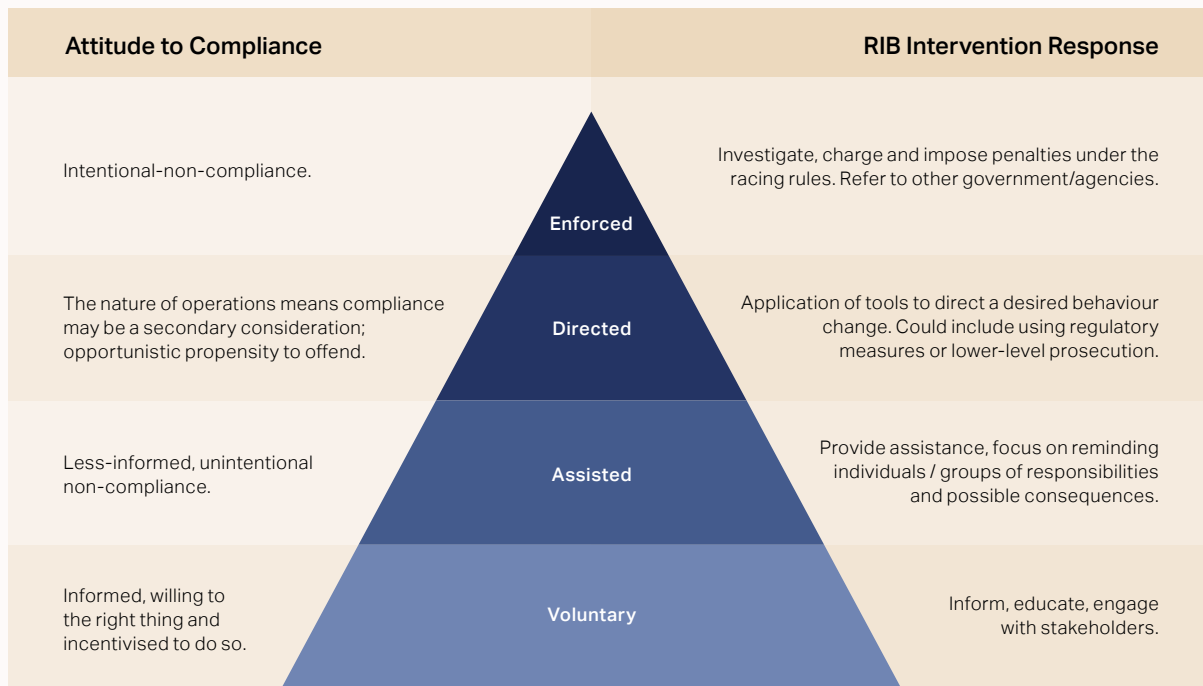 Attitude to Compliance
RIB Intervention Response
Intentional-non-compliance.
Enforced
Investigate, charge and impose penalties under the
racing rules. Refer to other government/agencies.
The nature of operations means compliance
may be a secondary consideration;
opportunistic propensity to offend.
Directed
Application of tools to direct a desired behaviour
change. Could include using regulatory
measures or lower-level prosecution.
Less-informed, unintentional
non-compliance.
Assisted
Provide assistance, focus on reminding
individuals / groups of responsibilities
and possible consequences.
Informed, willing to
the right thing and
incentivised to do so.
Voluntary
Inform, educate, engage
with stakeholders.